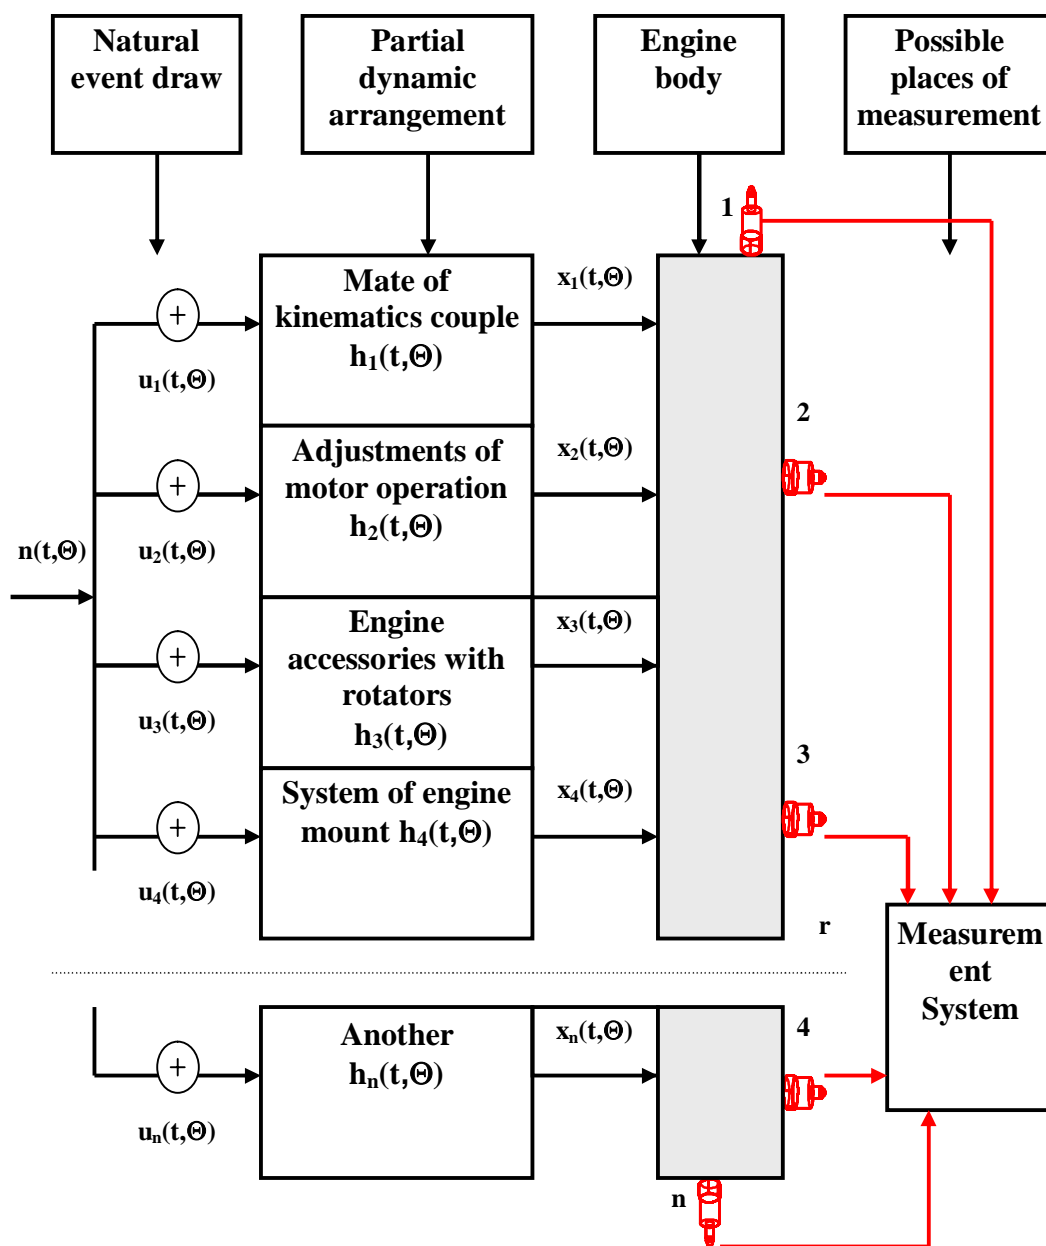 Natural
event draw
Partial
dynamic
arrangement
Engine
body
Possible
places of
measurement
1
Mate of
kinematics couple
h₁(t,Θ)
x₁(t,Θ)
+
u₁(t,Θ)
2
Adjustments of
motor operation
h₂(t,Θ)
x₂(t,Θ)
+
n(t,Θ)
u₂(t,Θ)
Engine
accessories with
rotators
h₃(t,Θ)
x₃(t,Θ)
+
u₃(t,Θ)
3
System of engine
mount h₄(t,Θ)
x₄(t,Θ)
+
u₄(t,Θ)
r
Measurem
ent
System
Another
hₙ(t,Θ)
xₙ(t,Θ)
4
+
uₙ(t,Θ)
n